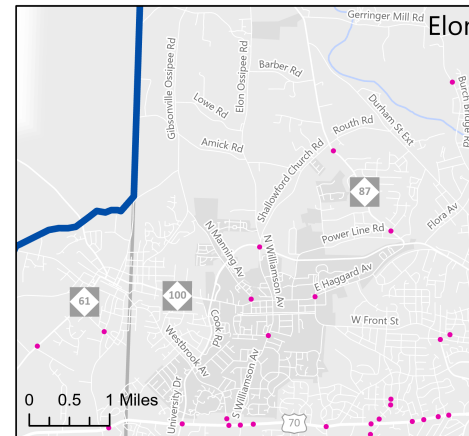 Gerringer Mill Rd
Elon
Gibsonville Ossipee Rd
Elon Ossipee Rd
Barber Rd
Burch Bridge Rd
Lowe Rd
Durham St Ext
Routh Rd
Amick Rd
Shallowford Church Rd
87
Flora Av
N Manning Av
N Williamson Av
Power Line Rd
E Haggard Av
61
100
Cook Rd
W Front St
Westbrook Av
University Dr
S Williamson Av
0 0.5 1 Miles
70